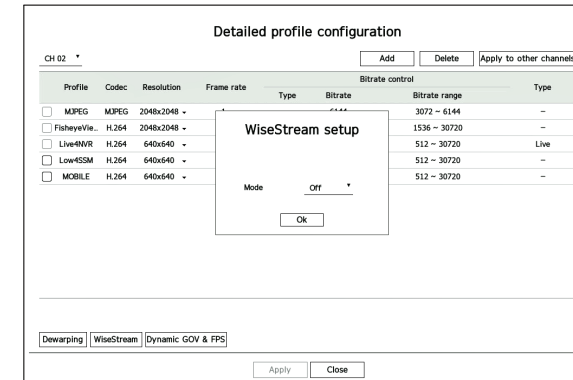 Detailed profile configuration
CH 02
Add Delete Apply to other channels
Profile Codec Resolution Frame rate Bitrate control Type
Type Bitrate Bitrate range
MJPEG MJPEG 2048x2048 3072 ~ 6144 –
FisheyeVie... H.264 2048x2048 1536 ~ 30720 –
Live4NVR H.264 640x640 512 ~ 30720 Live
Low4SSM H.264 640x640 512 ~ 30720 –
MOBILE H.264 640x640 512 ~ 30720 –
WiseStream setup
Mode Off
Ok
Dewarping WiseStream Dynamic GOV & FPS
Apply Close